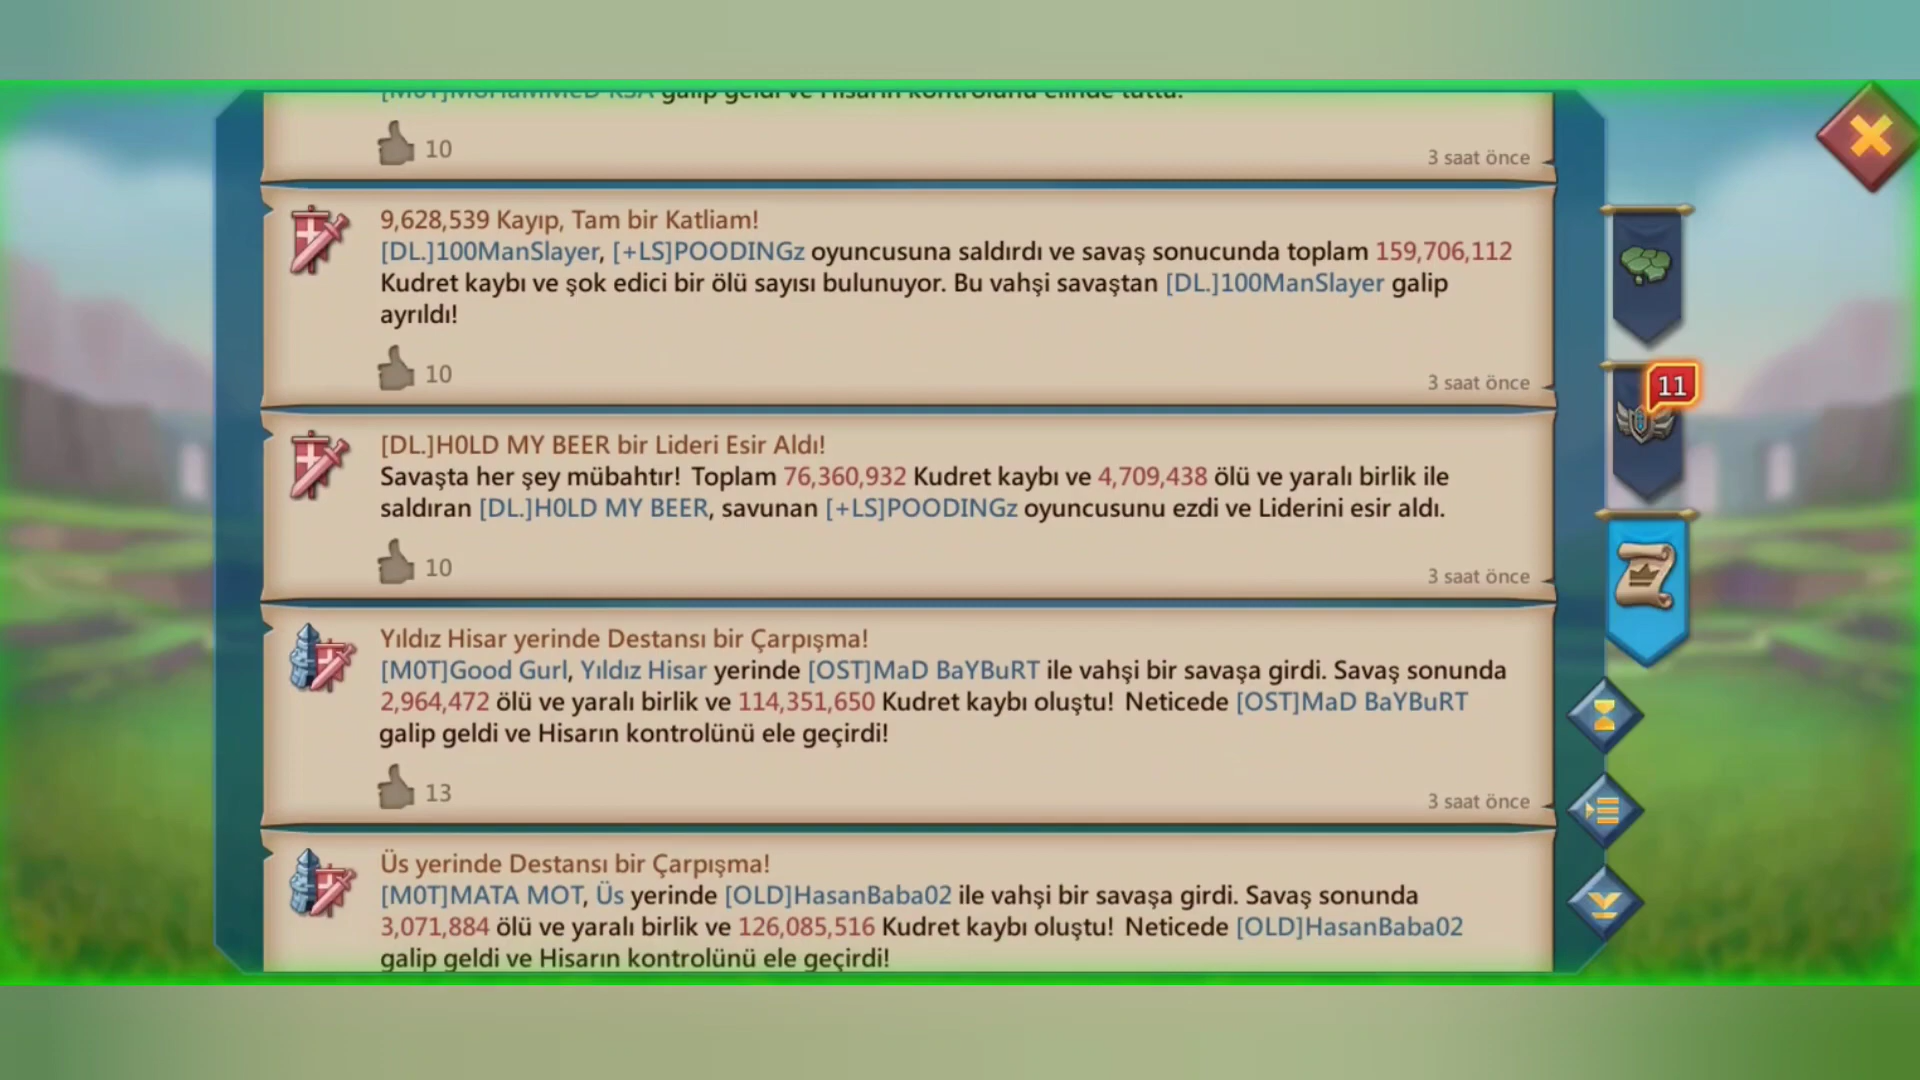 galip geldi ve Hisarın kontrolünü elinde tuttu.
10
3 saat önce
9,628,539 Kayıp, Tam bir Katliam!
[DL.]100ManSlayer, [+LS]POODINGz oyuncusuna saldırdı ve savaş sonucunda toplam 159,706,112
Kudret kaybı ve şok edici bir ölü sayısı bulunuyor. Bu vahşi savaştan [DL.]100ManSlayer galip
ayrıldı!
10
3 saat önce
[DL.]H0LD MY BEER bir Lideri Esir Aldı!
Savaşta her şey mübahtır! Toplam 76,360,932 Kudret kaybı ve 4,709,438 ölü ve yaralı birlik ile
saldıran [DL.]H0LD MY BEER, savunan [+LS]POODINGz oyuncusunu ezdi ve Liderini esir aldı.
10
3 saat önce
Yıldız Hisar yerinde Destansı bir Çarpışma!
[M0T]Good Gurl, Yıldız Hisar yerinde [OST]MaD BaYBuRT ile vahşi bir savaşa girdi. Savaş sonunda
2,964,472 ölü ve yaralı birlik ve 114,351,650 Kudret kaybı oluştu! Neticede [OST]MaD BaYBuRT
galip geldi ve Hisarın kontrolünü ele geçirdi!
13
3 saat önce
Üs yerinde Destansı bir Çarpışma!
[M0T]MATA MOT, Üs yerinde [OLD]HasanBaba02 ile vahşi bir savaşa girdi. Savaş sonunda
3,071,884 ölü ve yaralı birlik ve 126,085,516 Kudret kaybı oluştu! Neticede [OLD]HasanBaba02
galip geldi ve Hisarın kontrolünü ele geçirdi!
11